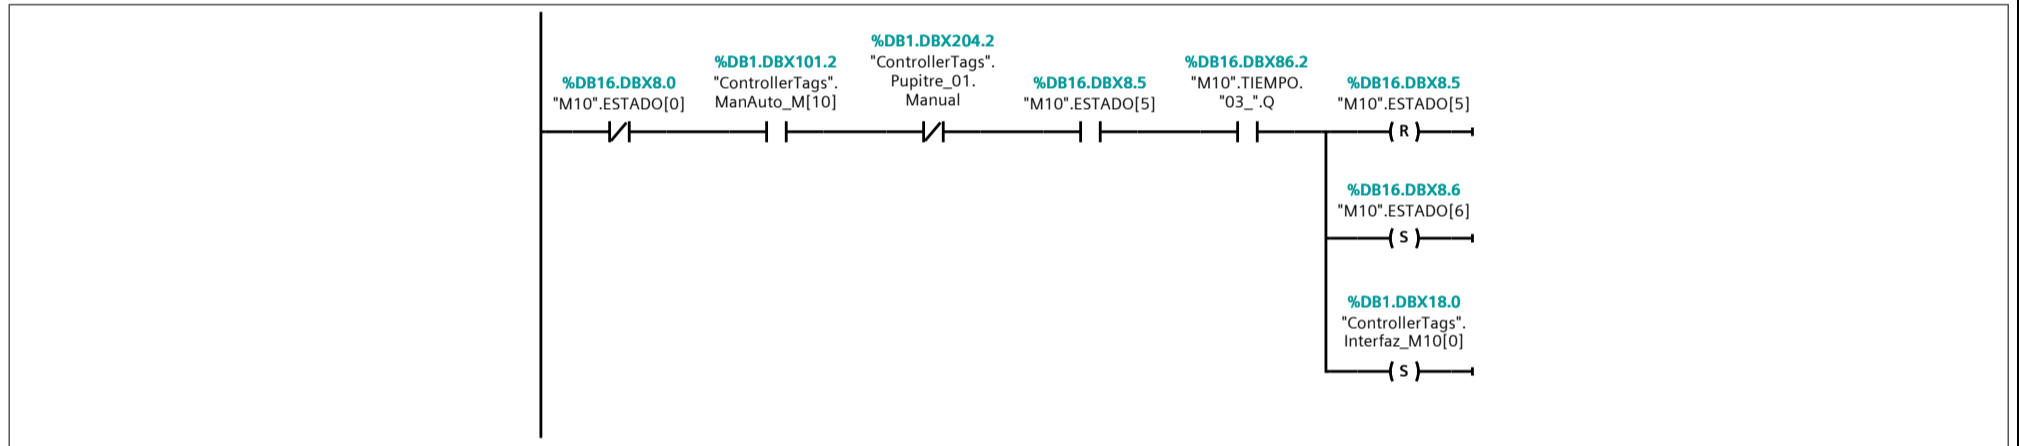 %DB16.DBX8.0
"M10".ESTADO[0]
%DB1.DBX101.2
"ControllerTags".
ManAuto_M[10]
%DB1.DBX204.2
"ControllerTags".
Pupitre_01.
Manual
%DB16.DBX8.5
"M10".ESTADO[5]
%DB16.DBX86.2
"M10".TIEMPO.
"03_".Q
%DB16.DBX8.5
"M10".ESTADO[5]
R
%DB16.DBX8.6
"M10".ESTADO[6]
S
%DB1.DBX18.0
"ControllerTags".
Interfaz_M10[0]
S